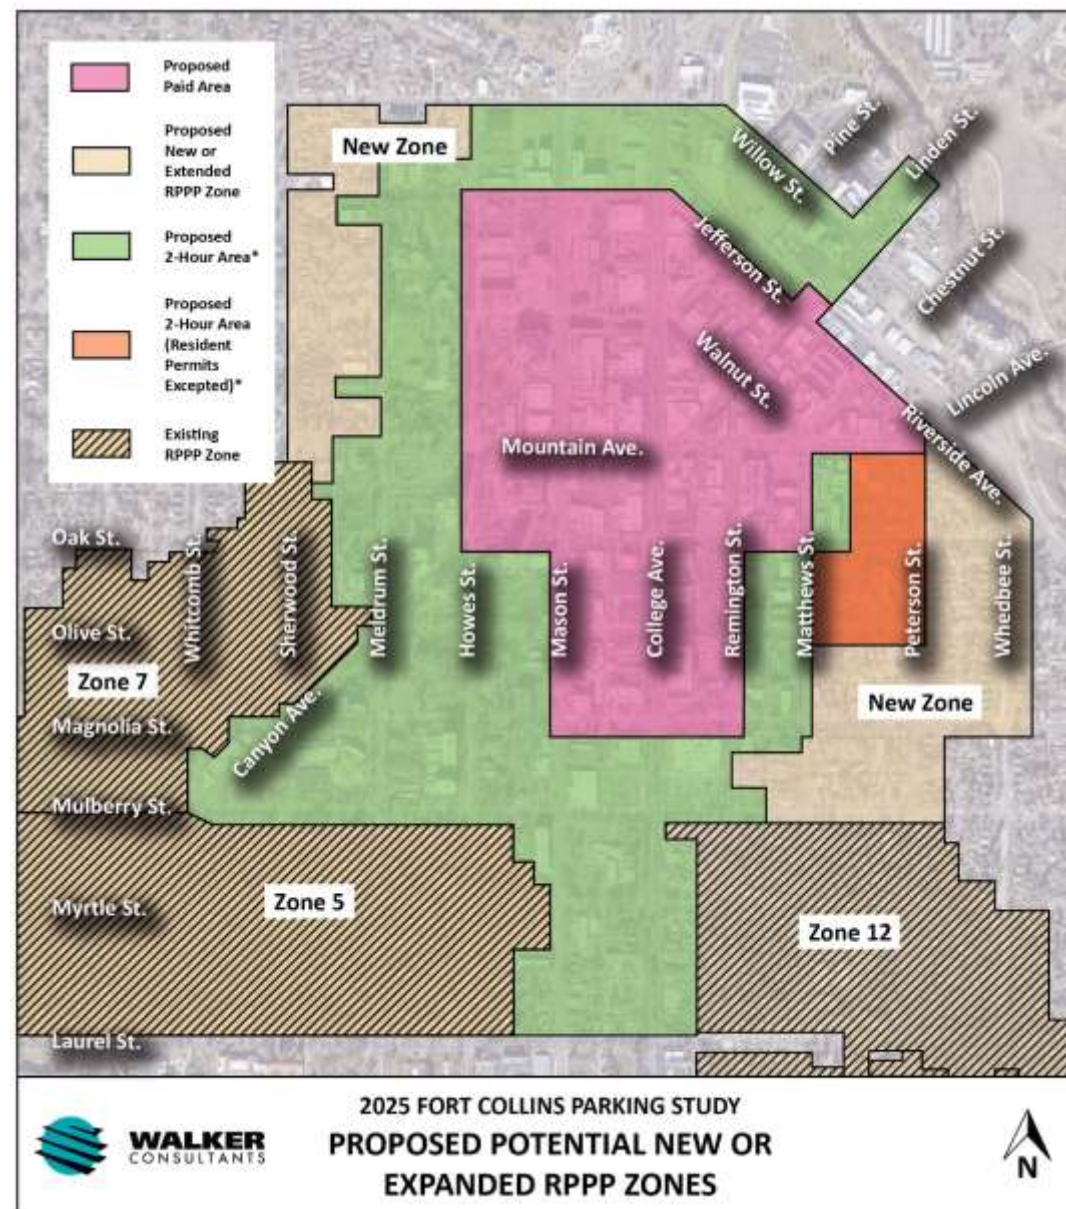 Proposed
Paid Area
Proposed
New or
Extended
RPPP Zone
Proposed
2-Hour Area*
Proposed
2-Hour Area
(Resident
Permits
Excepted)*
Existing
RPPP Zone
New Zone
Willow St.
Pine St.
Linden St.
Jefferson St.
Chestnut St.
Walnut St.
Lincoln Ave.
Riverside Ave.
Mountain Ave.
Oak St.
Whitcomb St.
Sherwood St.
Meldrum St.
Howes St.
Mason St.
College Ave.
Remington St.
Matthews St.
Peterson St.
Whedbee St.
Olive St.
Zone 7
New Zone
Magnolia St.
Canyon Ave.
Mulberry St.
Zone 5
Myrtle St.
Zone 12
Laurel St.
WALKER
CONSULTANTS
2025 FORT COLLINS PARKING STUDY
PROPOSED POTENTIAL NEW OR
EXPANDED RPPP ZONES
N